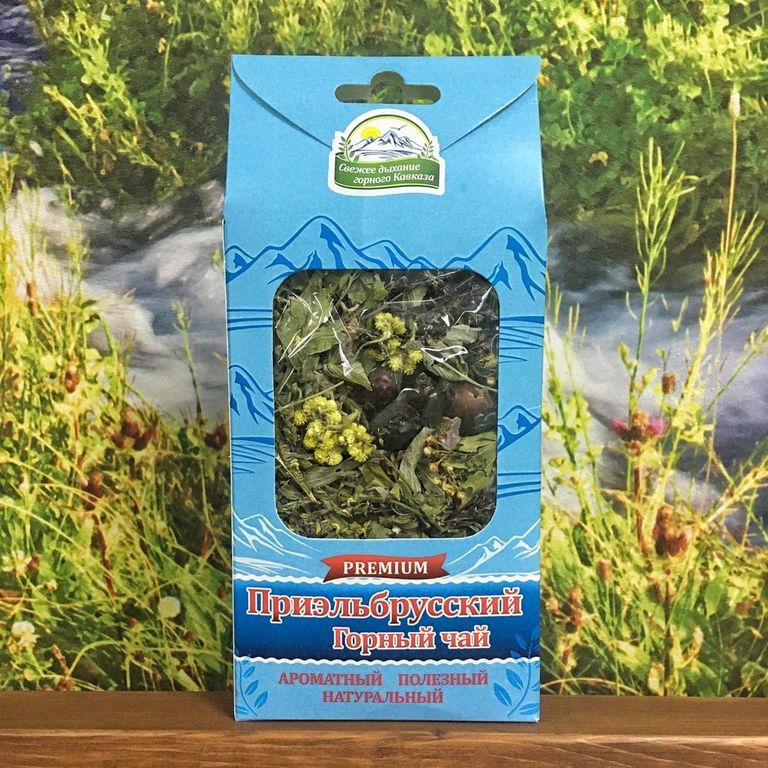 Свежее дыхание
горного Кавказа
PREMIUM
Приэльбрусский
Горный чай
АРОМАТНЫЙ ПОЛЕЗНЫЙ
НАТУРАЛЬНЫЙ